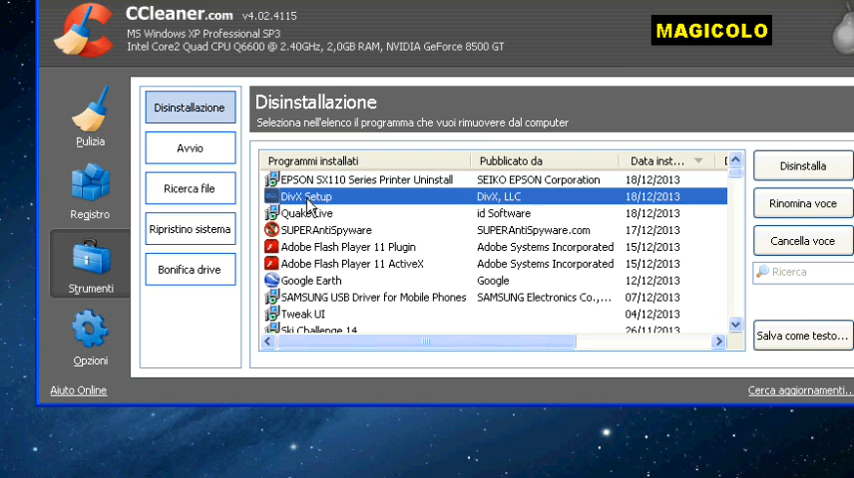 CCleaner.com v4.02.4115
MS Windows XP Professional SP3
Intel Core2 Quad CPU Q6600 @ 2.40GHz, 2,0GB RAM, NVIDIA GeForce 8500 GT
MAGICOLO
Pulizia
Registro
Strumenti
Opzioni
Disinstallazione
Avvio
Ricerca file
Ripristino sistema
Bonifica drive
Disinstallazione
Seleziona nell'elenco il programma che vuoi rimuovere dal computer
Programmi installati Pubblicato da Data inst...
EPSON SX110 Series Printer Uninstall SEIKO EPSON Corporation 18/12/2013
DivX Setup DivX, LLC 18/12/2013
QuakeLive id Software 18/12/2013
SUPERAntiSpyware SUPERAntiSpyware.com 17/12/2013
Adobe Flash Player 11 Plugin Adobe Systems Incorporated 13/12/2013
Adobe Flash Player 11 ActiveX Adobe Systems Incorporated 13/12/2013
Google Earth Google 12/12/2013
SAMSUNG USB Driver for Mobile Phones SAMSUNG Electronics Co.,... 07/12/2013
Tweak UI 04/12/2013
Ski Challenge 14 26/11/2013
Disinstalla
Rinomina voce
Cancella voce
Ricerca
Salva come testo...
Aiuto Online
Cerca aggiornamenti...